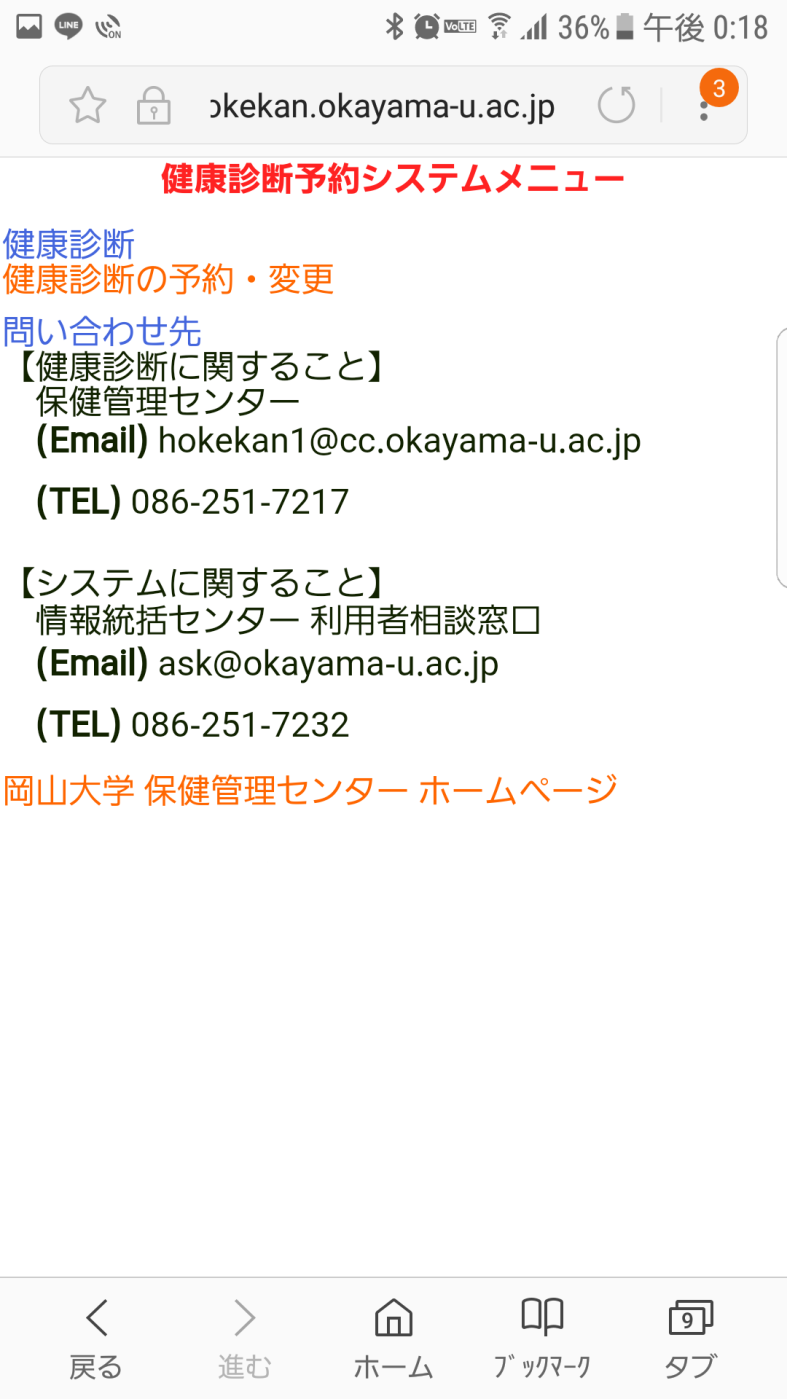 LINE
ON
VoLTE
36%
午後 0:18
okekan.okayama-u.ac.jp
3
健康診断予約システムメニュー
健康診断
健康診断の予約・変更
問い合わせ先
【健康診断に関すること】
保健管理センター
(Email) hokekan1@cc.okayama-u.ac.jp
(TEL) 086-251-7217
【システムに関すること】
情報統括センター 利用者相談窓口
(Email) ask@okayama-u.ac.jp
(TEL) 086-251-7232
岡山大学 保健管理センター ホームページ
9
戻る 進む ホーム ﾌﾞｯｸﾏｰｸ タブ